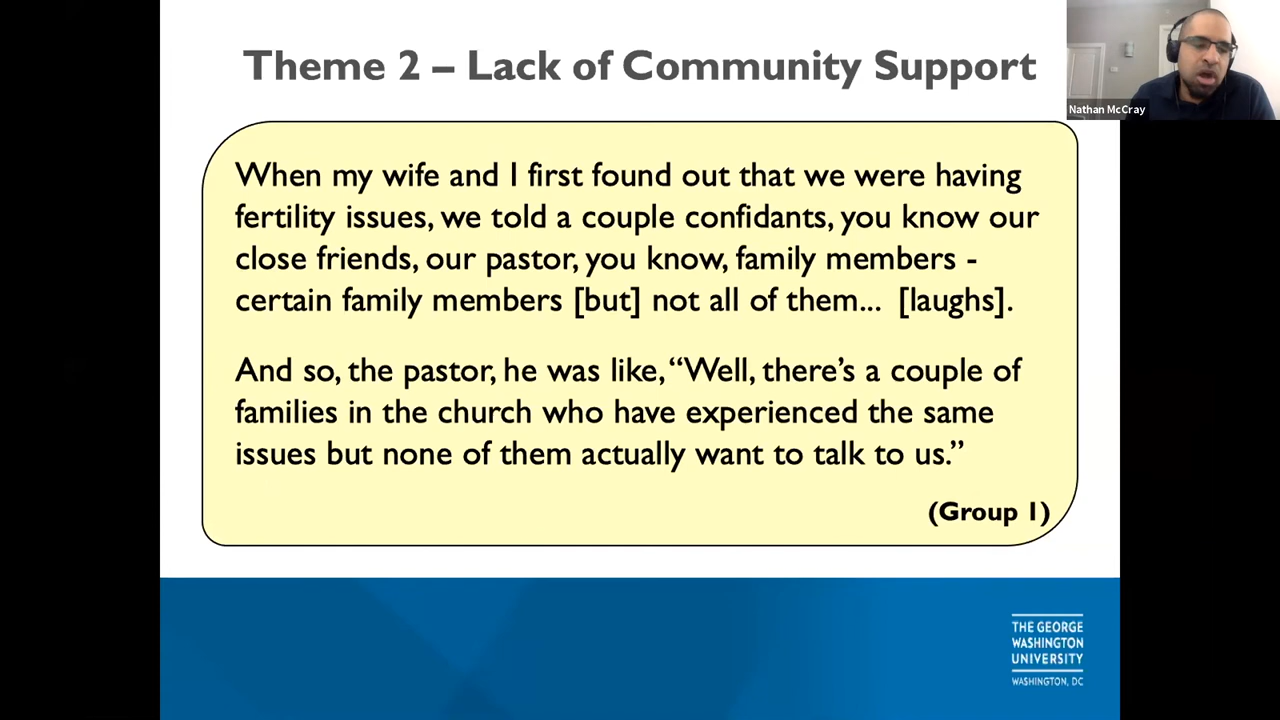 Theme 2 – Lack of Community Support
Nathan McCray
When my wife and I first found out that we were having
fertility issues, we told a couple confidants, you know our
close friends, our pastor, you know, family members -
certain family members [but] not all of them... [laughs].
And so, the pastor, he was like, “Well, there’s a couple of
families in the church who have experienced the same
issues but none of them actually want to talk to us.”
(Group 1)
THE GEORGE
WASHINGTON
UNIVERSITY
WASHINGTON, DC